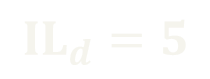 IL_d = 5